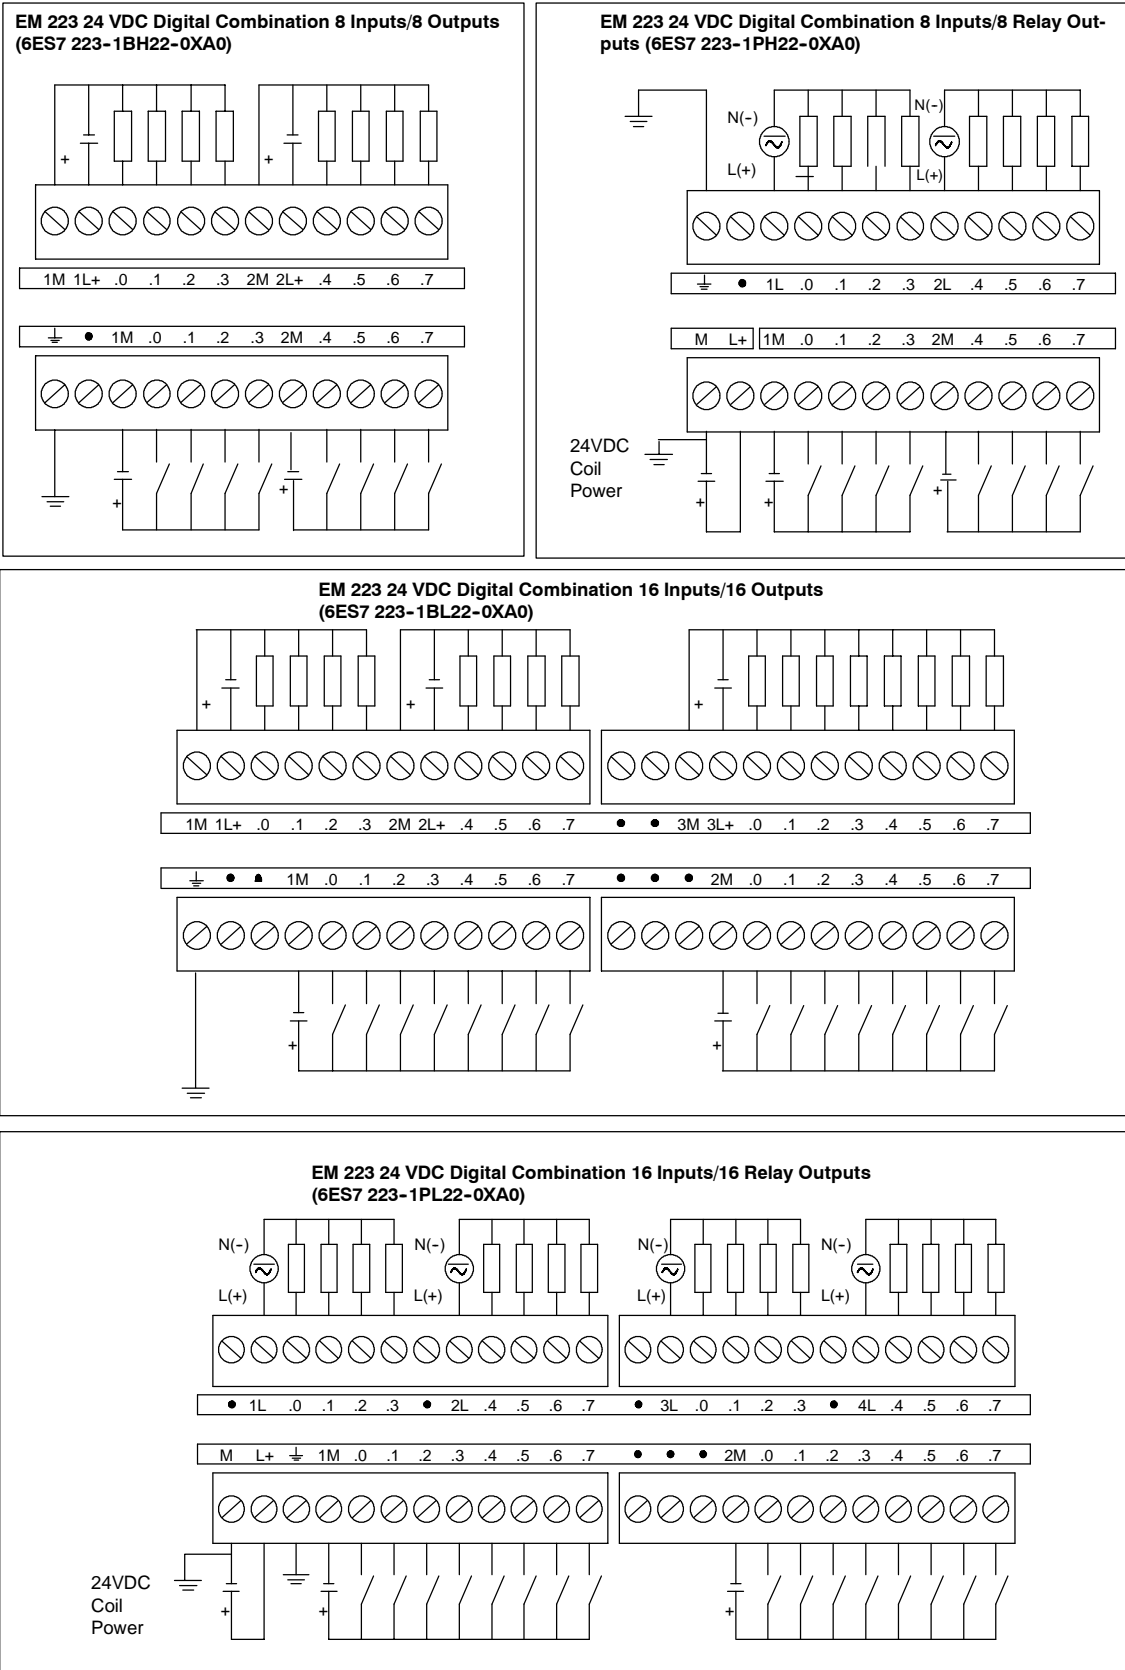 EM 223 24 VDC Digital Combination 8 Inputs/8 Outputs
(6ES7 223-1BH22-0XA0)
+ +
1M 1L+ .0 .1 .2 .3 2M 2L+ .4 .5 .6 .7
1M .0 .1 .2 .3 2M .4 .5 .6 .7
+ +
EM 223 24 VDC Digital Combination 8 Inputs/8 Relay Out-
puts (6ES7 223-1PH22-0XA0)
N(-) N(-)
L(+) L(+)
1L .0 .1 .2 .3 2L .4 .5 .6 .7
M L+ 1M .0 .1 .2 .3 2M .4 .5 .6 .7
24VDC
Coil
Power
+ + +
EM 223 24 VDC Digital Combination 16 Inputs/16 Outputs
(6ES7 223-1BL22-0XA0)
+ + +
1M 1L+ .0 .1 .2 .3 2M 2L+ .4 .5 .6 .7 3M 3L+ .0 .1 .2 .3 .4 .5 .6 .7
1M .0 .1 .2 .3 .4 .5 .6 .7 2M .0 .1 .2 .3 .4 .5 .6 .7
+ +
EM 223 24 VDC Digital Combination 16 Inputs/16 Relay Outputs
(6ES7 223-1PL22-0XA0)
N(-) N(-) N(-) N(-)
L(+) L(+) L(+) L(+)
1L .0 .1 .2 .3 2L .4 .5 .6 .7 3L .0 .1 .2 .3 4L .4 .5 .6 .7
M L+ 1M .0 .1 .2 .3 .4 .5 .6 .7 2M .0 .1 .2 .3 .4 .5 .6 .7
24VDC
Coil
Power
+ + +